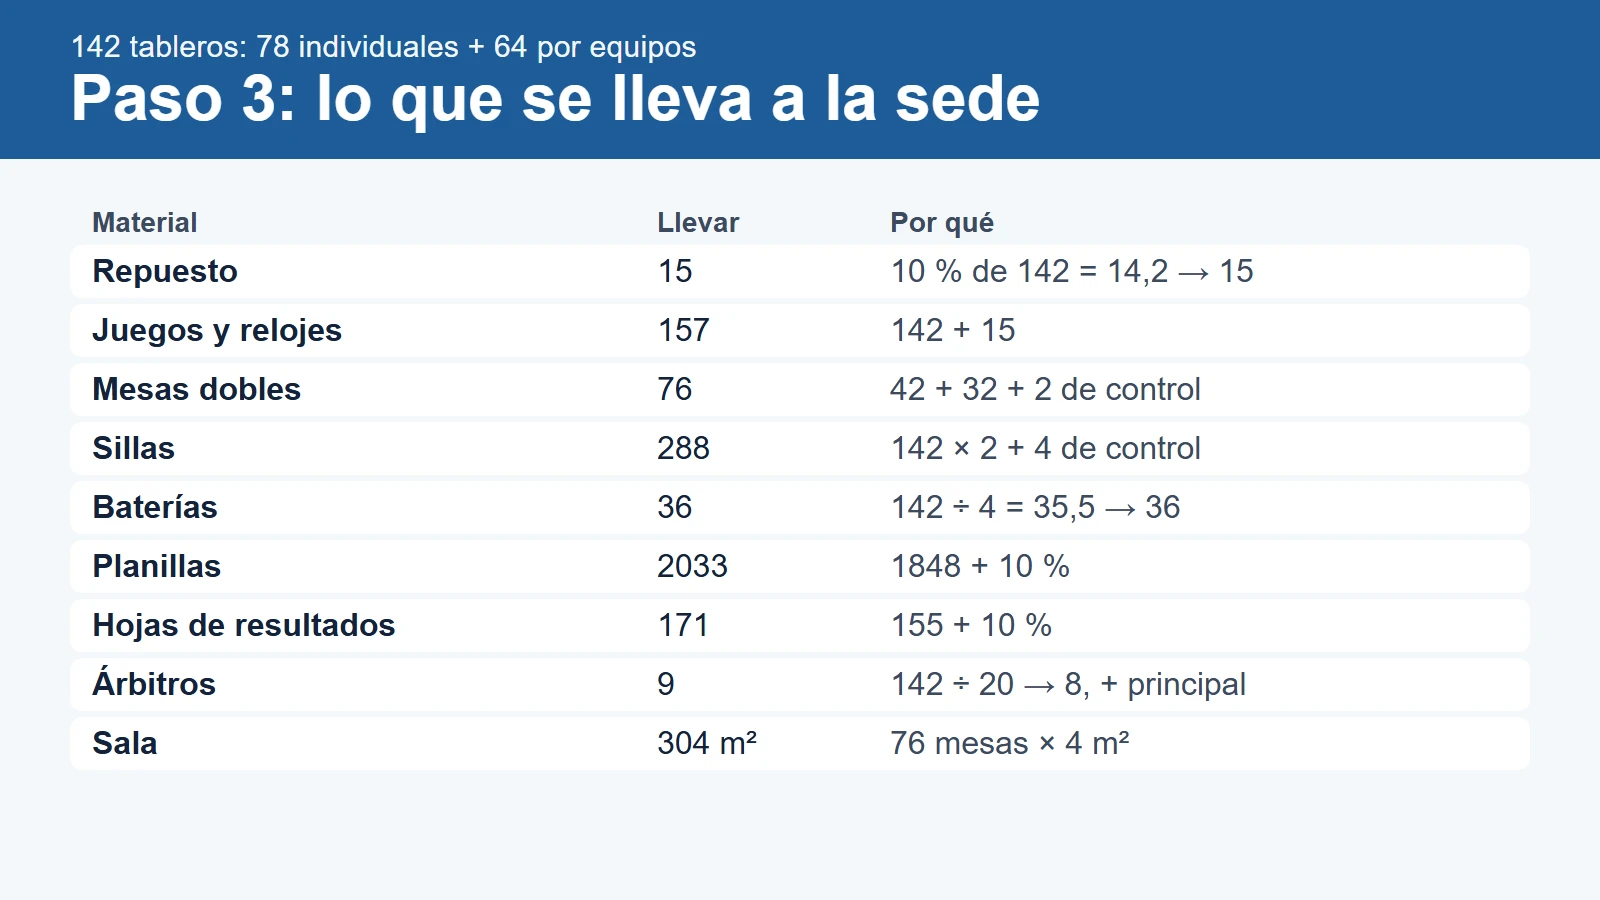 142 tableros: 78 individuales + 64 por equipos
Paso 3: lo que se lleva a la sede
Material Llevar Por qué
Repuesto 15 10 % de 142 = 14,2 → 15
Juegos y relojes 157 142 + 15
Mesas dobles 76 42 + 32 + 2 de control
Sillas 288 142 × 2 + 4 de control
Baterías 36 142 ÷ 4 = 35,5 → 36
Planillas 2033 1848 + 10 %
Hojas de resultados 171 155 + 10 %
Árbitros 9 142 ÷ 20 → 8, + principal
Sala 304 m² 76 mesas × 4 m²